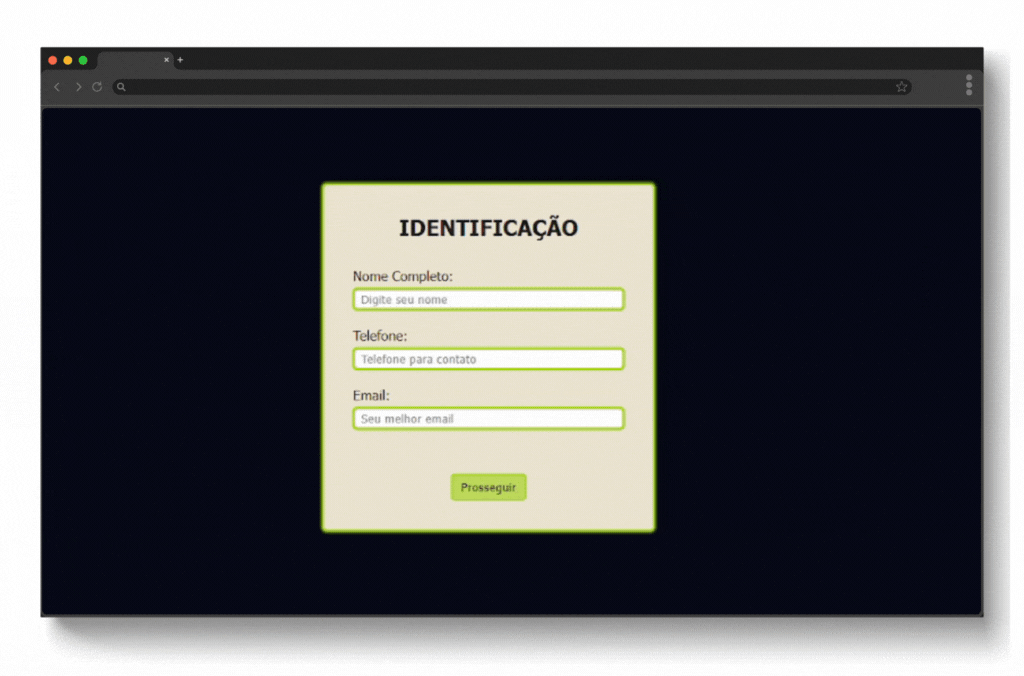 IDENTIFICAÇÃO
Nome Completo:
Digite seu nome
Telefone:
Telefone para contato
Email:
Seu melhor email
Prosseguir